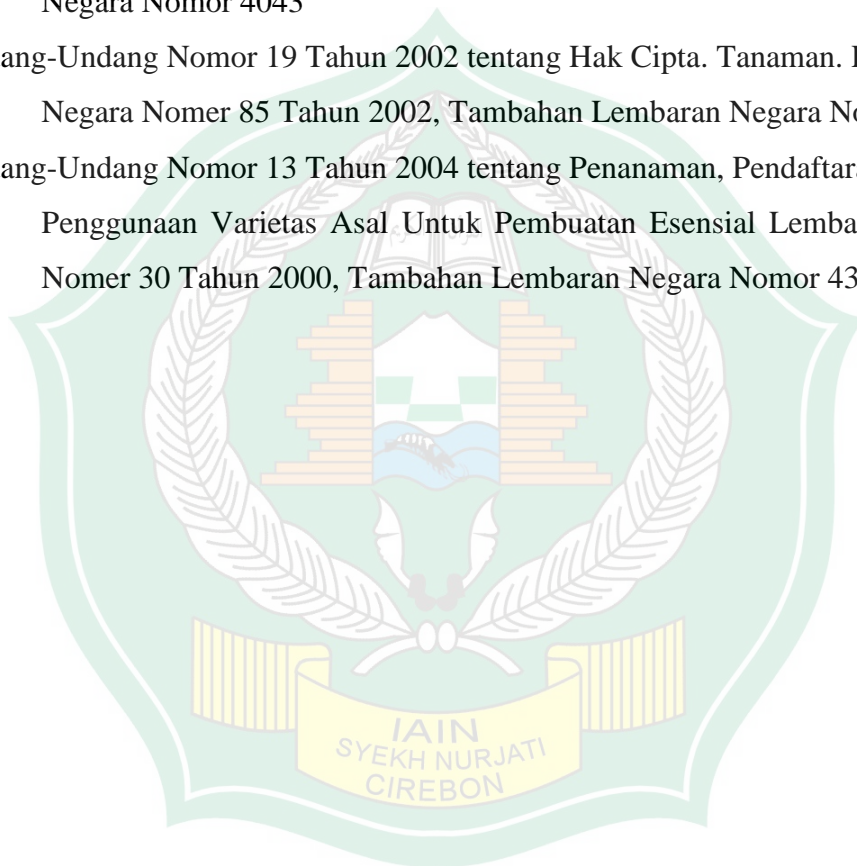 Negara Nomor 4043
ang-Undang Nomor 19 Tahun 2002 tentang Hak Cipta. Tanaman.
Negara Nomer 85 Tahun 2002, Tambahan Lembaran Negara No
ang-Undang Nomor 13 Tahun 2004 tentang Penanaman, Pendaftara
Penggunaan Varietas Asal Untuk Pembuatan Esensial Lemba
Nomer 30 Tahun 2000, Tambahan Lembaran Negara Nomor 43
IAIN
SYEKH NURJATI
CIREBON